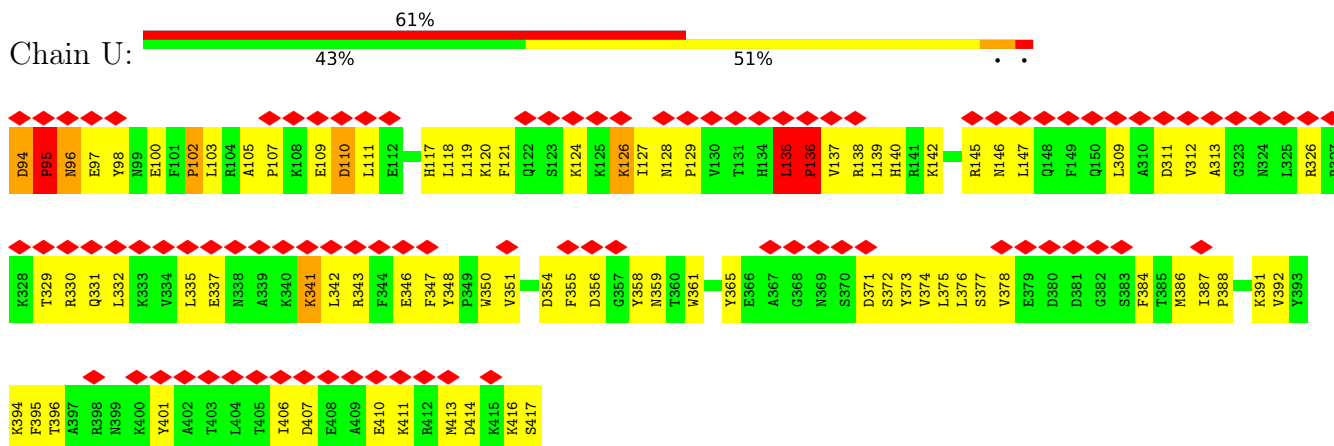 61%
Chain U:
43% 51% • •
D94 P95 N96 E97 Y98 N99 E100 F101 P102 L103 R104 A105 P107 K108 E109 D110 L111 E112 H117 L118 L119 K120 F121 Q122 S123 K124 K125 K126 I127 N128 P129 V130 T131 H134 L135 P136 V137 R138 L139 H140 R141 K142 R145 N146 L147 Q148 F149 Q150 L309 A310 D311 V312 A313 G323 N324 L325 R326 R327
K328 T329 R330 Q331 L332 K333 V334 L335 E337 N338 A339 K340 K341 L342 R343 F344 E346 F347 Y348 P349 W350 V351 D354 F355 D356 G357 Y358 N359 T360 W361 Y365 E366 A367 G368 N369 S370 D371 S372 Y373 V374 L375 L376 S377 V378 E379 D380 D381 G382 S383 F384 T385 M386 I387 P388 K391 V392 Y393
K394 F395 T396 A397 R398 N399 K400 Y401 A402 T403 L404 T405 I406 D407 E408 A409 E410 K411 R412 M413 D414 K415 K416 S417